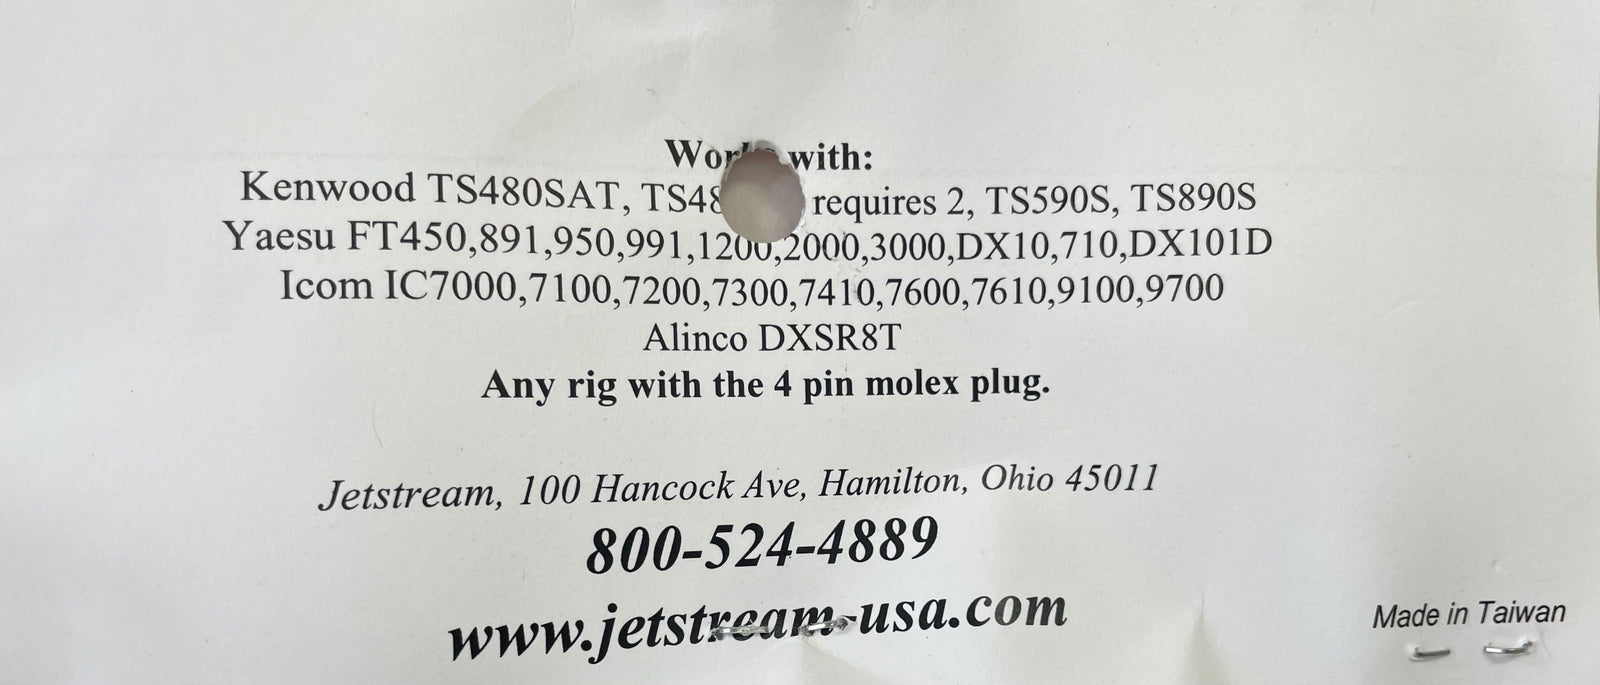 with:
Kenwood TS480SAT, requires 2, TS590S, TS890S
Yaesu FT450,891,950,991,1200,2000,3000,DX10,710,DX101D
Icom IC7000,7100,7200,7300,7410,7600,7610,9100,9700
Alinco DXSR8T
Any rig with the 4 pin molex plug.
Jetstream, 100 Hancock Ave, Hamilton, Ohio 45011
800-524-4889
www.jetstream-usa.com
Made in Taiwan